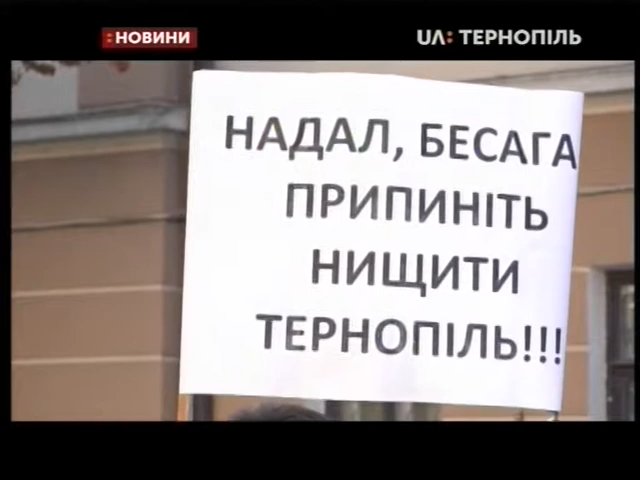 :НОВИНИ
UA: ТЕРНОПІЛЬ
НАДАЛ, БЕСАГА
ПРИПИНІТЬ
НИЩИТИ
ТЕРНОПІЛЬ!!!